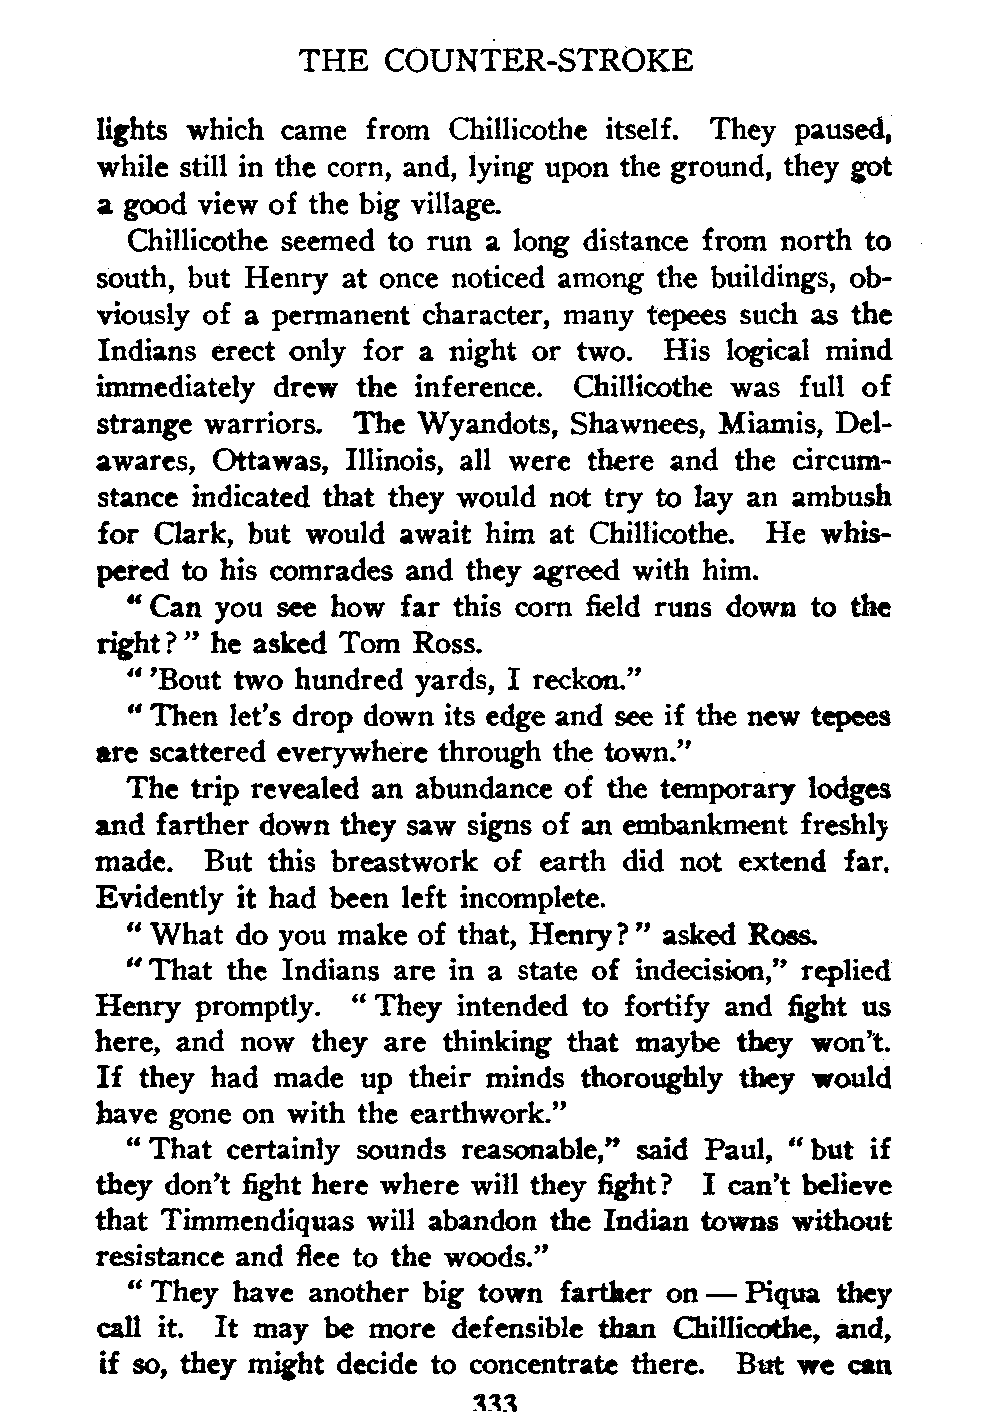 THE COUNTER-STROKE
lights which came from Chillicothe itself. They paused,
while still in the corn, and, lying upon the ground, they got
a good view of the big village.
Chillicothe seemed to run a long distance from north to
south, but Henry at once noticed among the buildings, ob-
viously of a permanent character, many tepees such as the
Indians erect only for a night or two. His logical mind
immediately drew the inference. Chillicothe was full of
strange warriors. The Wyandots, Shawnees, Miamis, Del-
awares, Ottawas, Illinois, all were there and the circum-
stance indicated that they would not try to lay an ambush
for Clark, but would await him at Chillicothe. He whis-
pered to his comrades and they agreed with him.
“ Can you see how far this corn field runs down to the
right? ” he asked Tom Ross.
“ ’Bout two hundred yards, I reckon.”
“ Then let’s drop down its edge and see if the new tepees
are scattered everywhere through the town.”
The trip revealed an abundance of the temporary lodges
and farther down they saw signs of an embankment freshly
made. But this breastwork of earth did not extend far.
Evidently it had been left incomplete.
“ What do you make of that, Henry? ” asked Ross.
“ That the Indians are in a state of indecision,” replied
Henry promptly. “ They intended to fortify and fight us
here, and now they are thinking that maybe they won’t.
If they had made up their minds thoroughly they would
have gone on with the earthwork.”
“ That certainly sounds reasonable,” said Paul, “ but if
they don’t fight here where will they fight? I can’t believe
that Timmendiquas will abandon the Indian towns without
resistance and flee to the woods.”
“ They have another big town farther on — Piqua they
call it. It may be more defensible than Chillicothe, and,
if so, they might decide to concentrate there. But we can
333